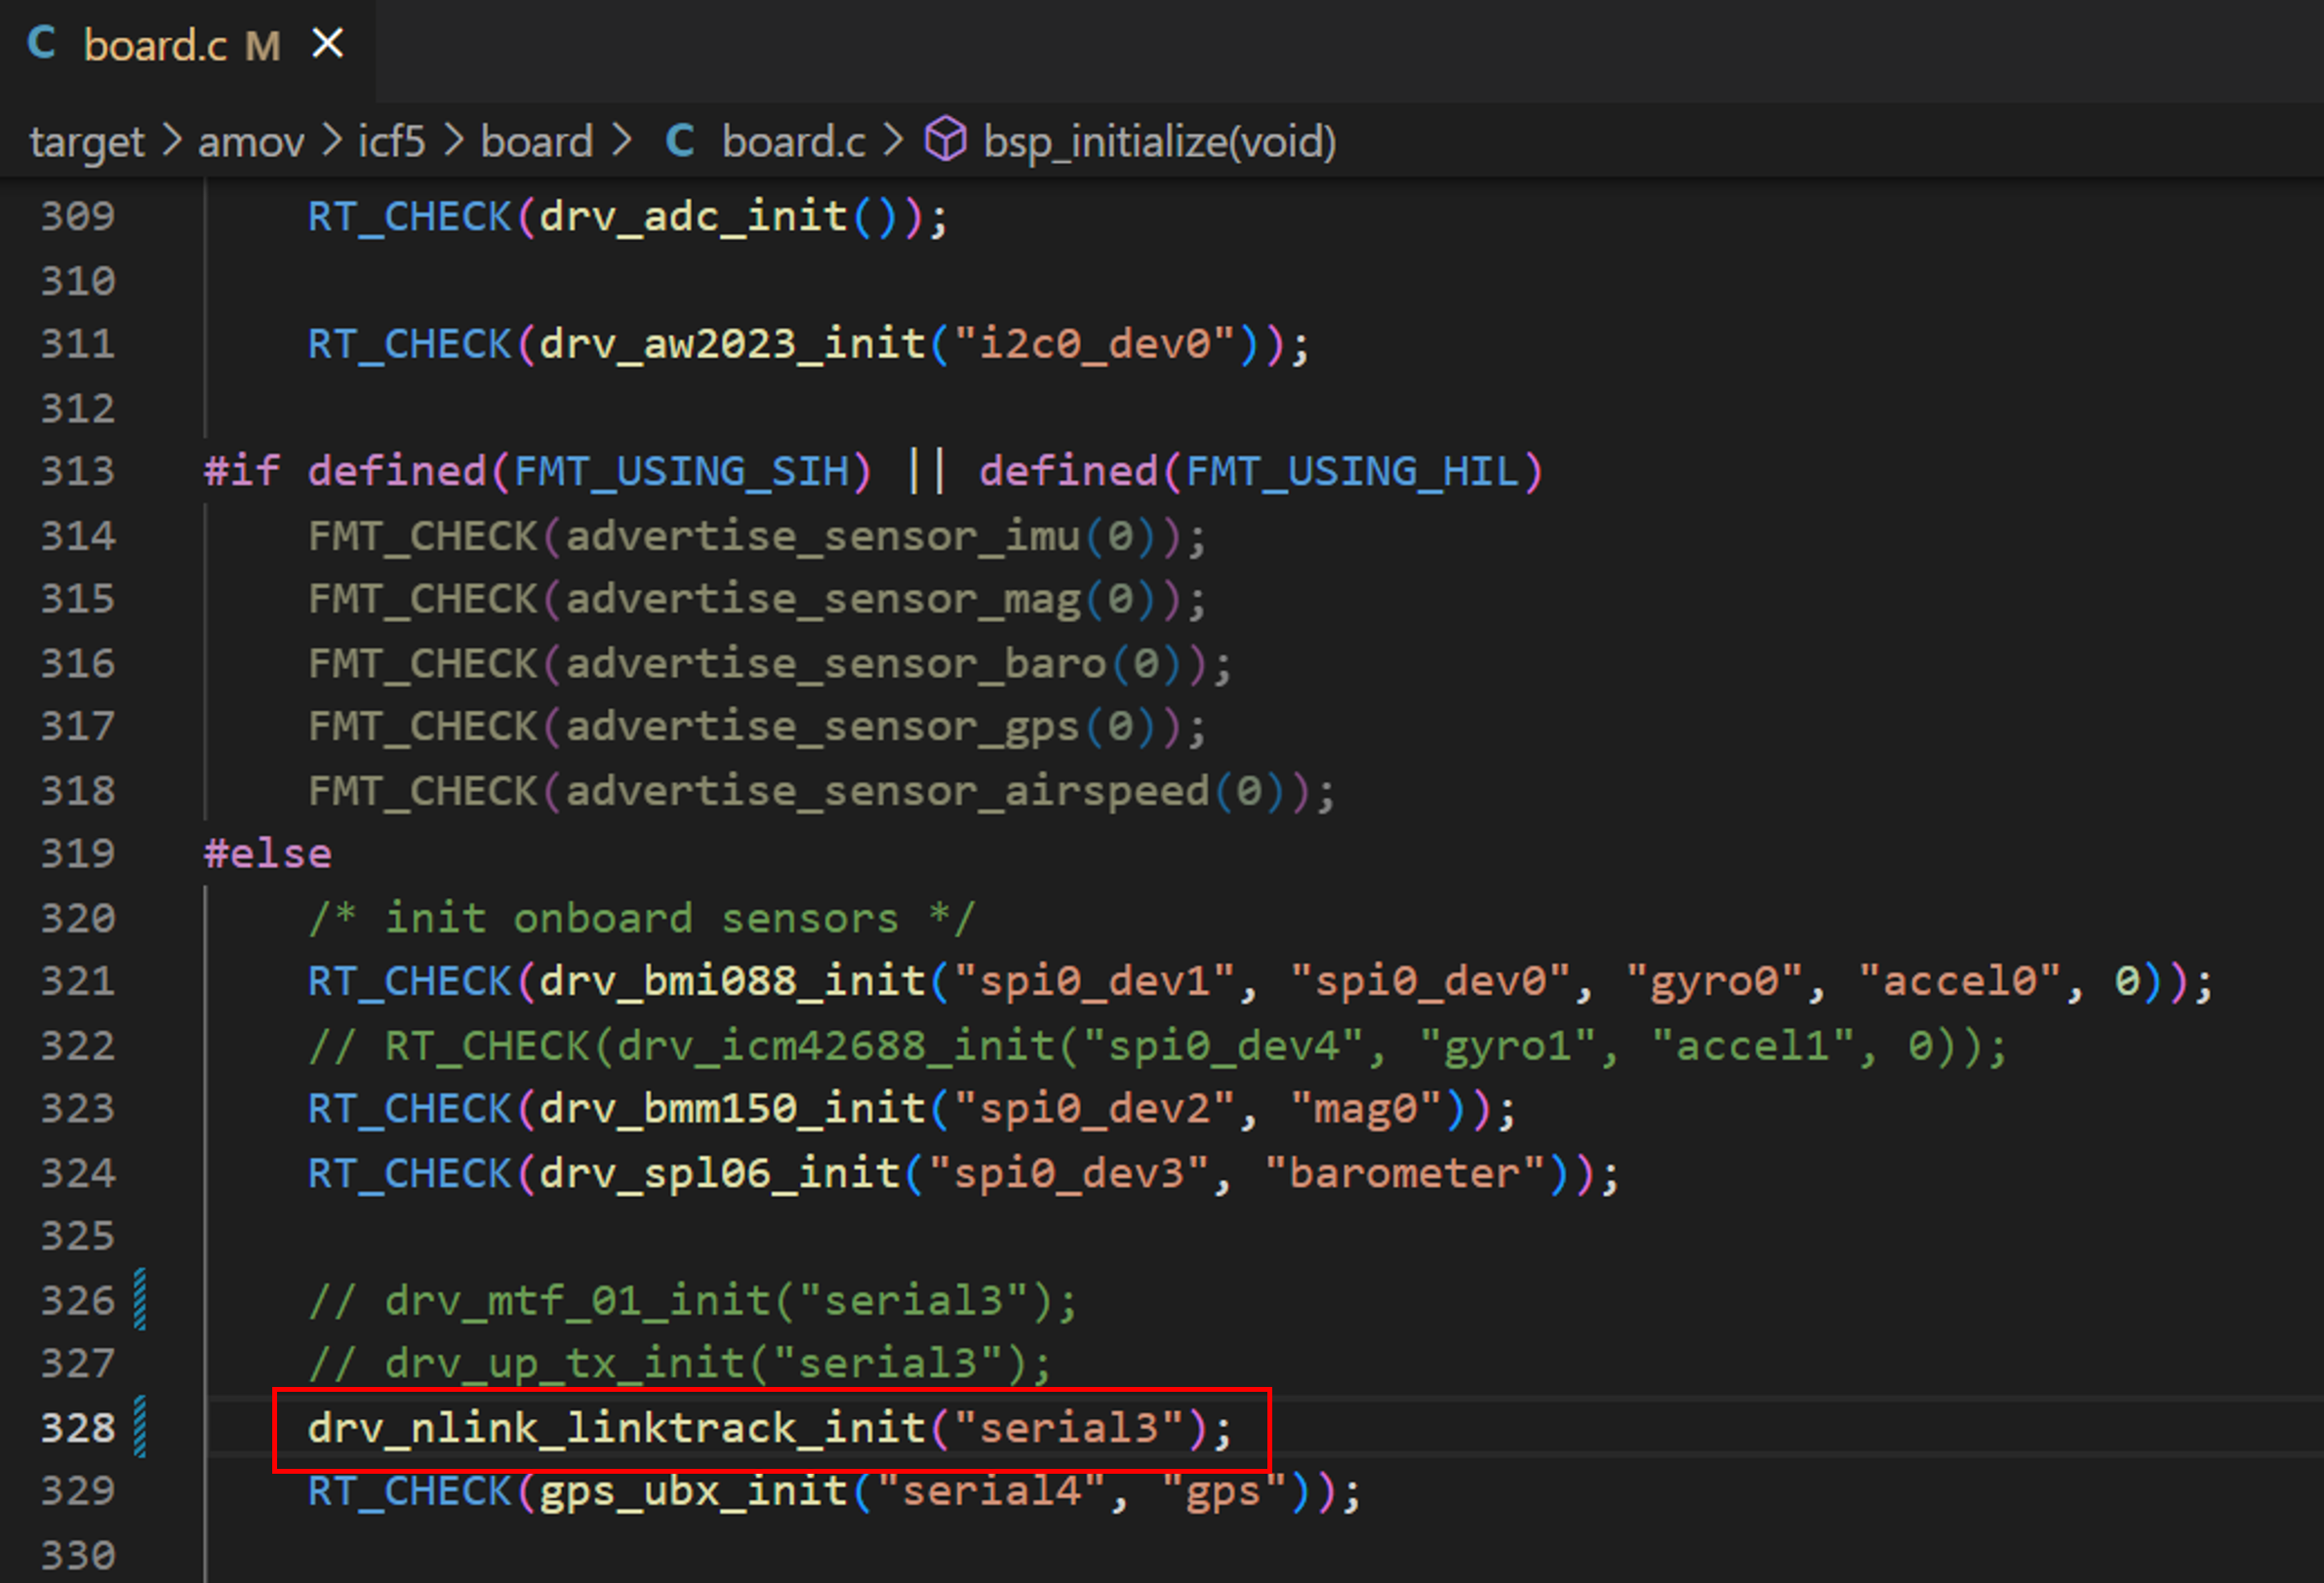 C board.c M ×
target > amov > icf5 > board > C board.c > bsp_initialize(void)
309 RT_CHECK(drv_adc_init());
310
311 RT_CHECK(drv_aw2023_init("i2c0_dev0"));
312
313 #if defined(FMT_USING_SIH) || defined(FMT_USING_HIL)
314 FMT_CHECK(advertise_sensor_imu(0));
315 FMT_CHECK(advertise_sensor_mag(0));
316 FMT_CHECK(advertise_sensor_baro(0));
317 FMT_CHECK(advertise_sensor_gps(0));
318 FMT_CHECK(advertise_sensor_airspeed(0));
319 #else
320 /* init onboard sensors */
321 RT_CHECK(drv_bmi088_init("spi0_dev1", "spi0_dev0", "gyro0", "accel0", 0));
322 // RT_CHECK(drv_icm42688_init("spi0_dev4", "gyro1", "accel1", 0));
323 RT_CHECK(drv_bmm150_init("spi0_dev2", "mag0"));
324 RT_CHECK(drv_spl06_init("spi0_dev3", "barometer"));
325
326 // drv_mtf_01_init("serial3");
327 // drv_up_tx_init("serial3");
328 drv_nlink_linktrack_init("serial3");
329 RT_CHECK(gps_ubx_init("serial4", "gps"));
330